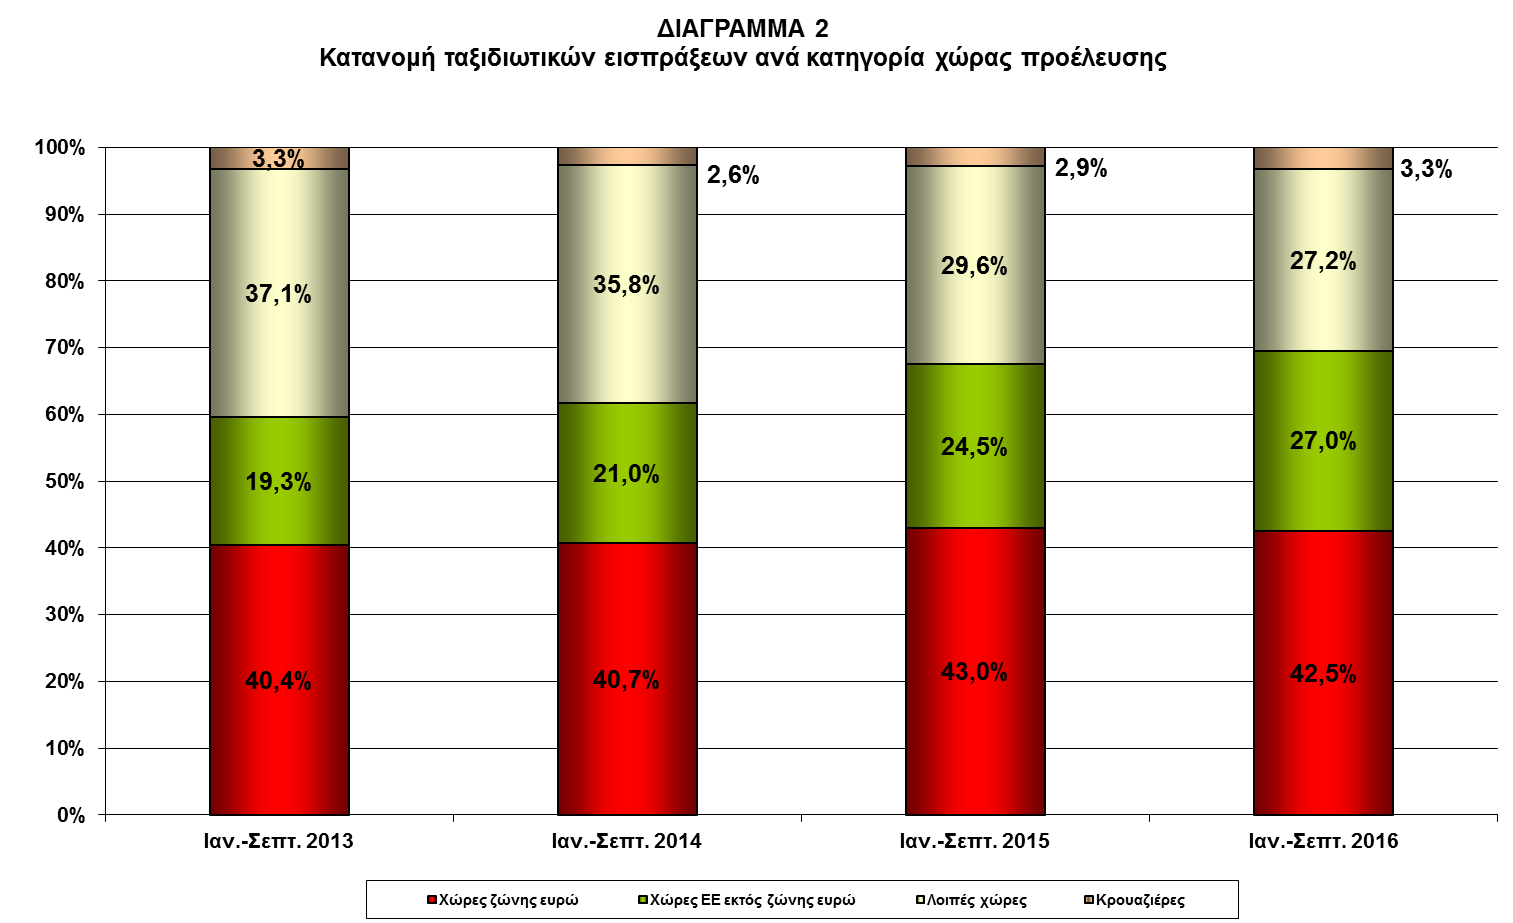 ΔΙΑΓΡΑΜΜΑ 2
Κατανομή ταξιδιωτικών εισπράξεων ανά κατηγορία χώρας προέλευσης
100%
90%
80%
70%
60%
50%
40%
30%
20%
10%
0%
3,3%
37,1%
19,3%
40,4%
2,6%
35,8%
21,0%
40,7%
2,9%
29,6%
24,5%
43,0%
3,3%
27,2%
27,0%
42,5%
Ιαν.-Σεπτ. 2013
Ιαν.-Σεπτ. 2014
Ιαν.-Σεπτ. 2015
Ιαν.-Σεπτ. 2016
Χώρες ζώνης ευρώ
Χώρες ΕΕ εκτός ζώνης ευρώ
Λοιπές χώρες
Κρουαζιέρες